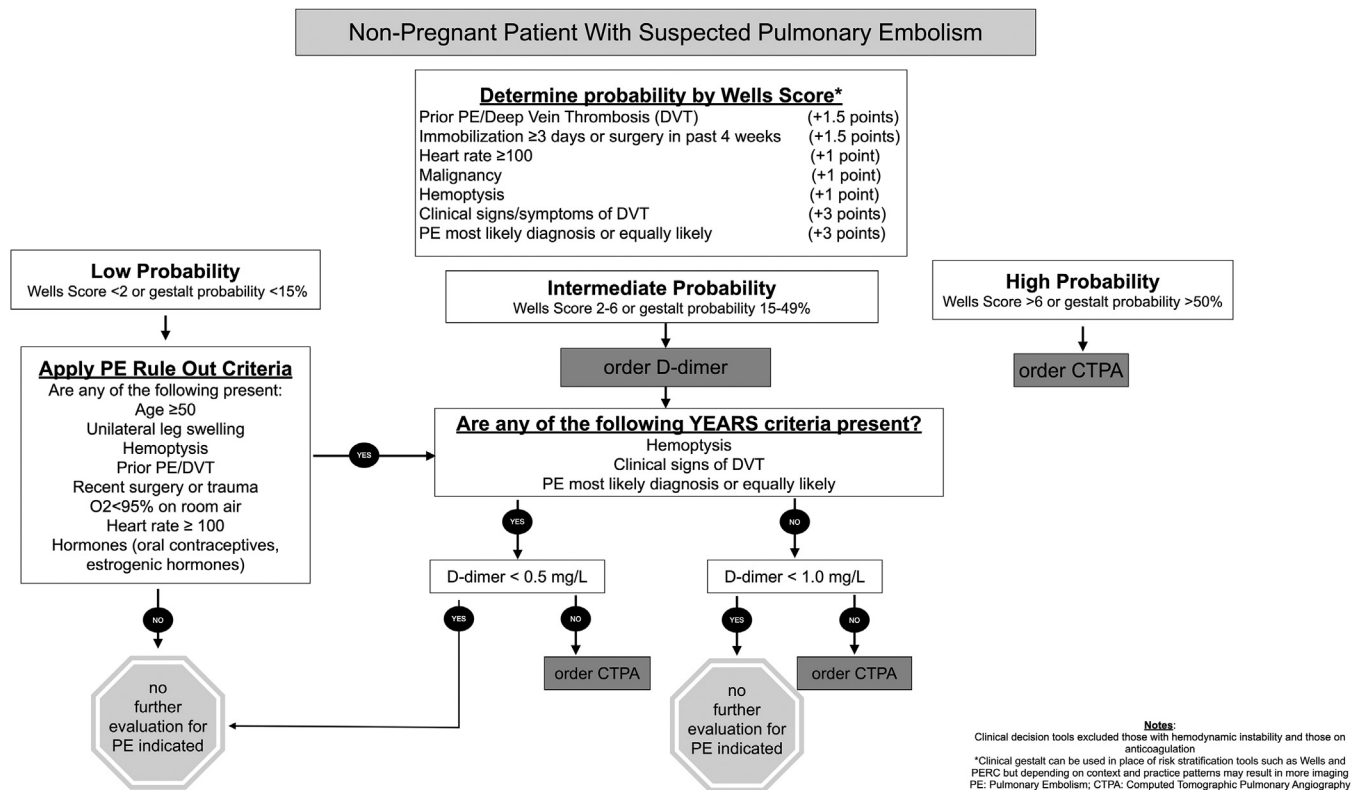 Non-Pregnant Patient With Suspected Pulmonary Embolism
Determine probability by Wells Score*
Prior PE/Deep Vein Thrombosis (DVT) (+1.5 points)
Immobilization ≥3 days or surgery in past 4 weeks (+1.5 points)
Heart rate ≥100 (+1 point)
Malignancy (+1 point)
Hemoptysis (+1 point)
Clinical signs/symptoms of DVT (+3 points)
PE most likely diagnosis or equally likely (+3 points)
Low Probability
Wells Score <2 or gestalt probability <15%
Intermediate Probability
Wells Score 2-6 or gestalt probability 15-49%
High Probability
Wells Score >6 or gestalt probability >50%
order D-dimer
order CTPA
Apply PE Rule Out Criteria
Are any of the following present:
Age ≥50
Unilateral leg swelling
Hemoptysis
Prior PE/DVT
Recent surgery or trauma
O2<95% on room air
Heart rate ≥ 100
Hormones (oral contraceptives,
estrogenic hormones)
YES
Are any of the following YEARS criteria present?
Hemoptysis
Clinical signs of DVT
PE most likely diagnosis or equally likely
YES
NO
D-dimer < 0.5 mg/L
D-dimer < 1.0 mg/L
NO
YES
NO
YES
NO
order CTPA
order CTPA
no
further
evaluation for
PE indicated
no
further
evaluation for
PE indicated
Notes:
Clinical decision tools excluded those with hemodynamic instability and those on
anticoagulation
*Clinical gestalt can be used in place of risk stratification tools such as Wells and
PERC but depending on context and practice patterns may result in more imaging
PE: Pulmonary Embolism; CTPA: Computed Tomographic Pulmonary Angiography